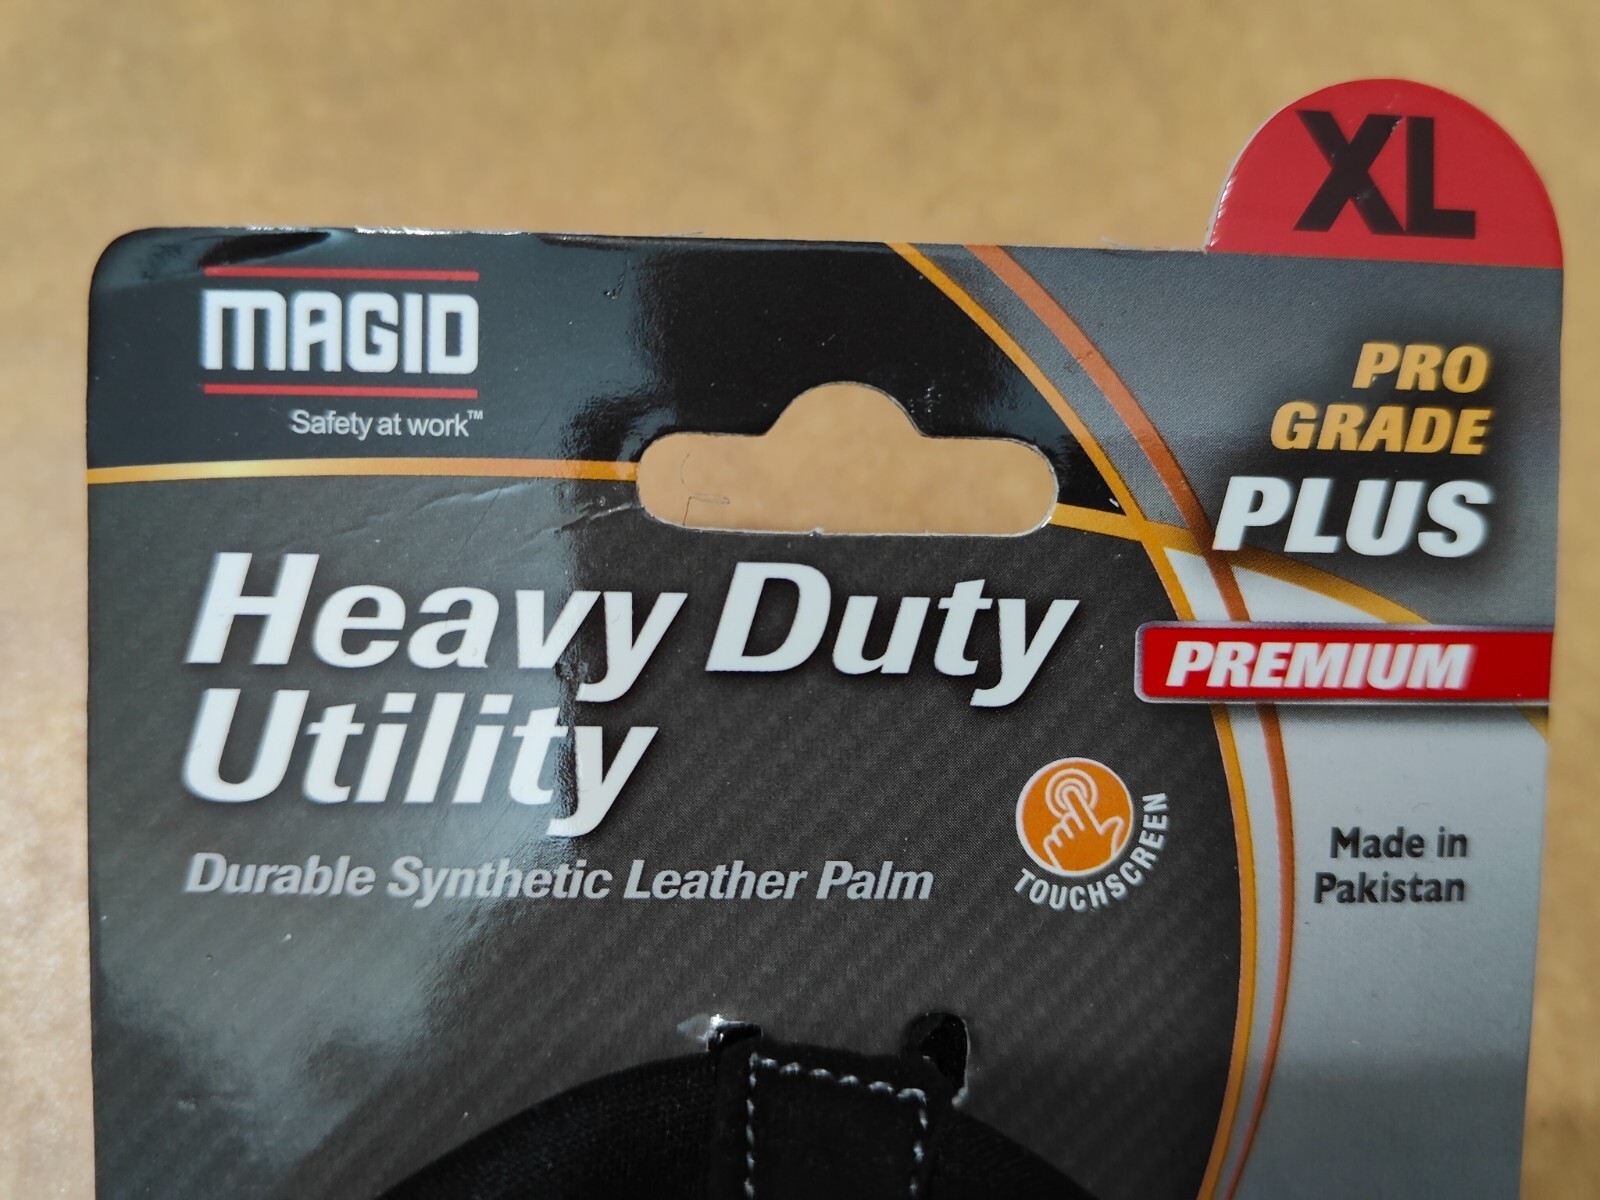 XL
MAGID
Safety at work™
PRO
GRADE
PLUS
Heavy Duty
Utility
PREMIUM
Durable Synthetic Leather Palm
TOUCHSCREEN
Made in
Pakistan